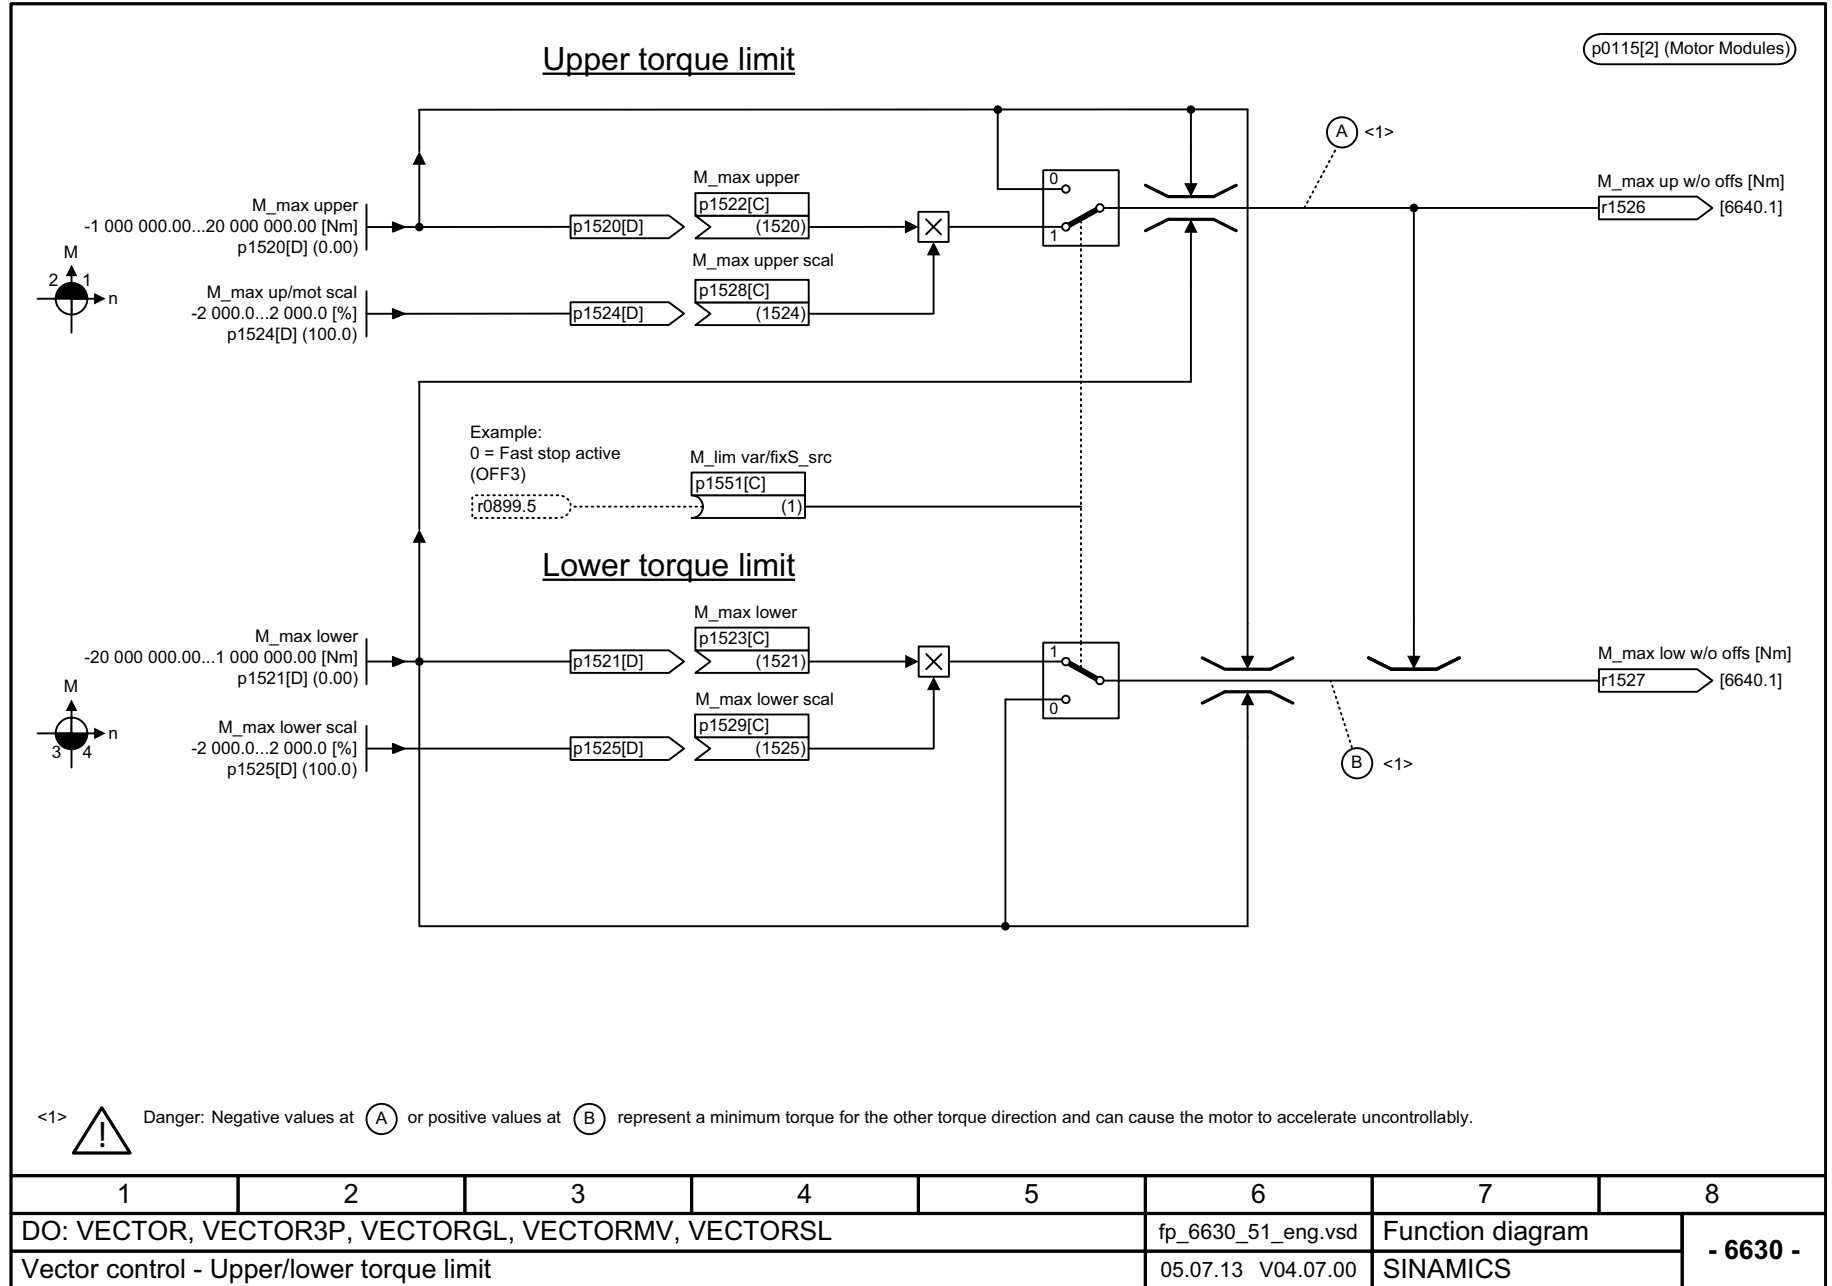 Upper torque limit
p0115[2] (Motor Modules)
A <1>
M_max upper
-1 000 000.00...20 000 000.00 [Nm]
p1520[D] (0.00)
p1520[D]
M_max upper
p1522[C]
(1520)
0
1
M_max up w/o offs [Nm]
r1526
[6640.1]
M
2 1
n
M_max up/mot scal
-2 000.0...2 000.0 [%]
p1524[D] (100.0)
p1524[D]
M_max upper scal
p1528[C]
(1524)
Example:
0 = Fast stop active
(OFF3)
r0899.5
M_lim var/fixS_src
p1551[C]
(1)
Lower torque limit
M_max lower
-20 000 000.00...1 000 000.00 [Nm]
p1521[D] (0.00)
p1521[D]
M_max lower
p1523[C]
(1521)
1
0
M_max low w/o offs [Nm]
r1527
[6640.1]
M
n
3 4
M_max lower scal
-2 000.0...2 000.0 [%]
p1525[D] (100.0)
p1525[D]
M_max lower scal
p1529[C]
(1525)
B <1>
<1> ! Danger: Negative values at A or positive values at B represent a minimum torque for the other torque direction and can cause the motor to accelerate uncontrollably.
1 2 3 4 5 6 7 8
DO: VECTOR, VECTOR3P, VECTORGL, VECTORMV, VECTORSL
fp_6630_51_eng.vsd
Function diagram
- 6630 -
Vector control - Upper/lower torque limit
05.07.13 V04.07.00
SINAMICS